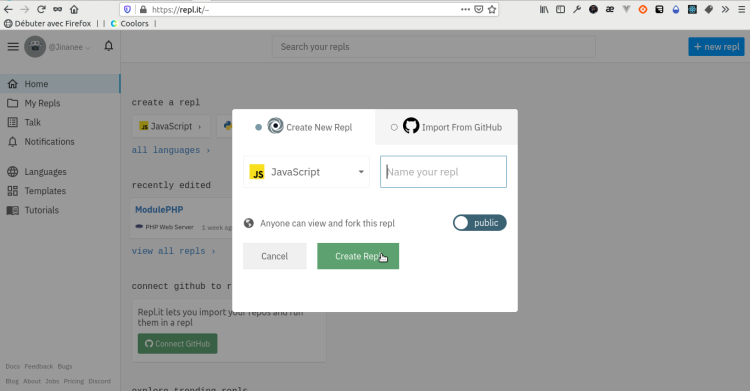 https://repl.it/~
Débuter avec Firefox | | Coolors |
@Jinanee
Search your repls
+ new repl
Home
My Repls
Talk
Notifications
Languages
Templates
Tutorials
create a repl
JS JavaScript ›
all languages ›
recently edited
ModulePHP
PHP Web Server 1 week ago
view all repls ›
connect github to r
Repl.it lets you import your repos and run
them in a repl
Connect GitHub
explore trending repls
Docs Feedback Bugs
Blog About Jobs Pricing Discord
Create New Repl
Import From GitHub
JS JavaScript
Name your repl
Anyone can view and fork this repl
public
Cancel
Create Repl